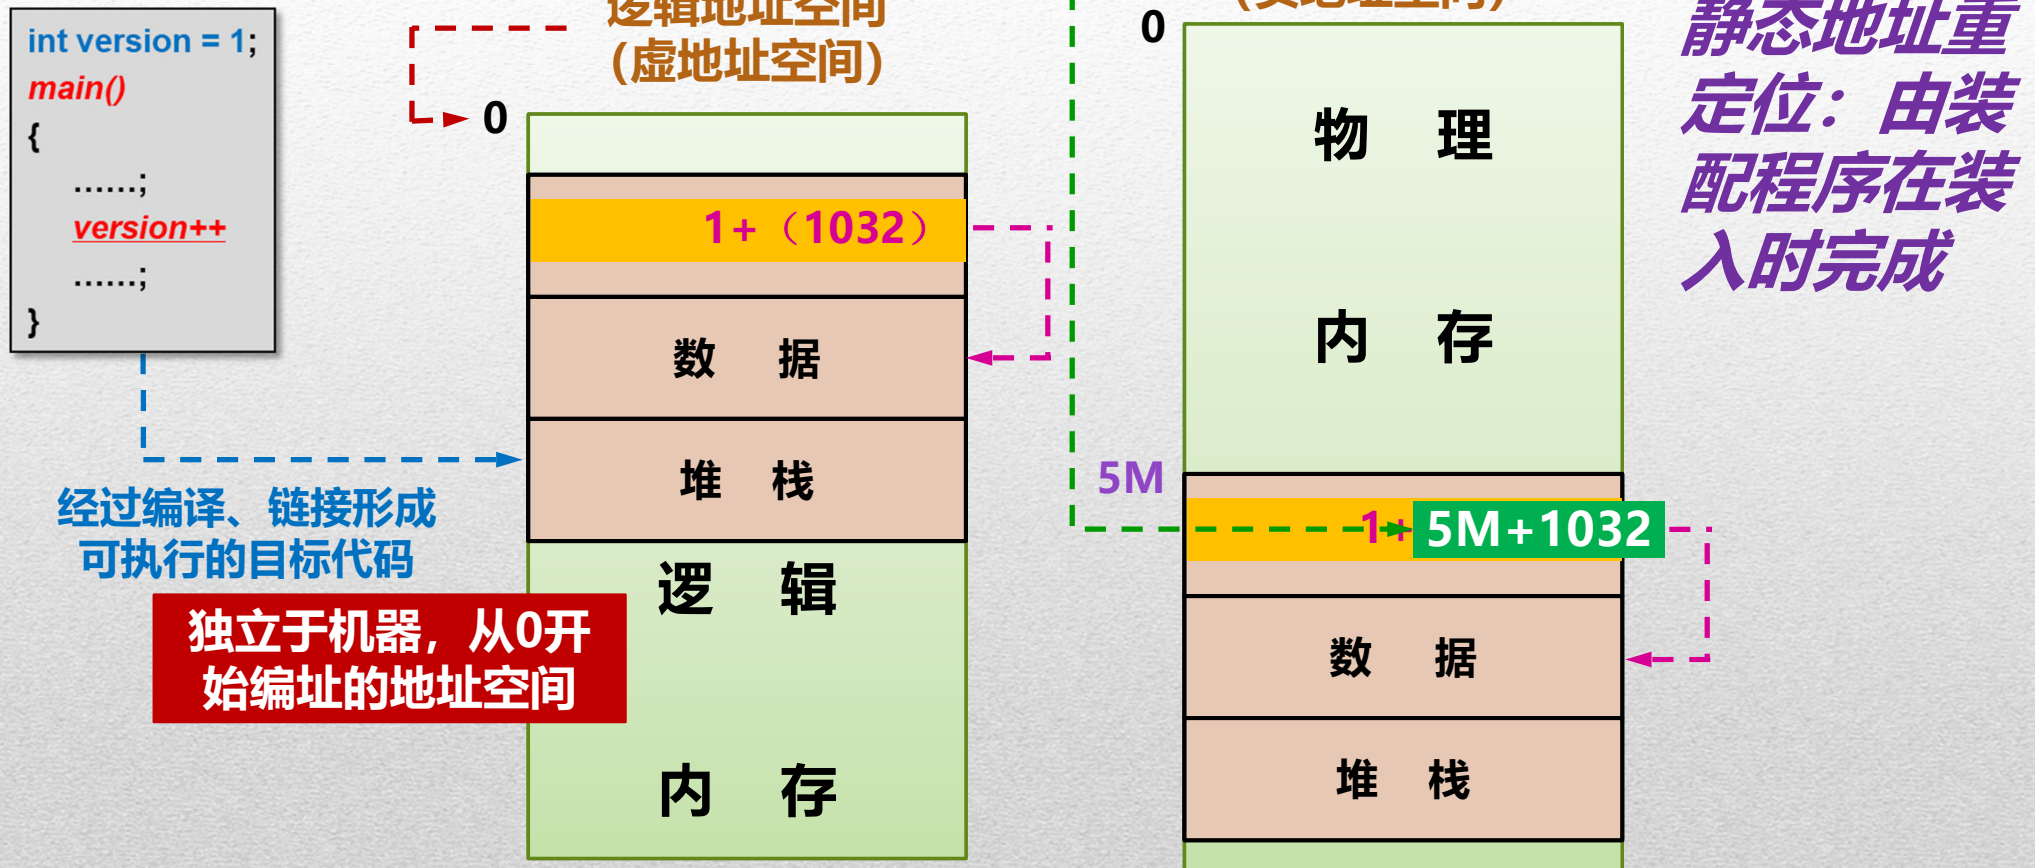 int version = 1;
main()
{
……;
version++
……;
}
经过编译、链接形成
可执行的目标代码
独立于机器，从0开
始编址的地址空间
逻辑地址空间
（虚地址空间）
0
1+（1032）
数 据
堆 栈
逻 辑
内 存
0
物 理
内 存
5M
1+ 5M+1032
数 据
堆 栈
静态地址重
定位：由装
配程序在装
入时完成